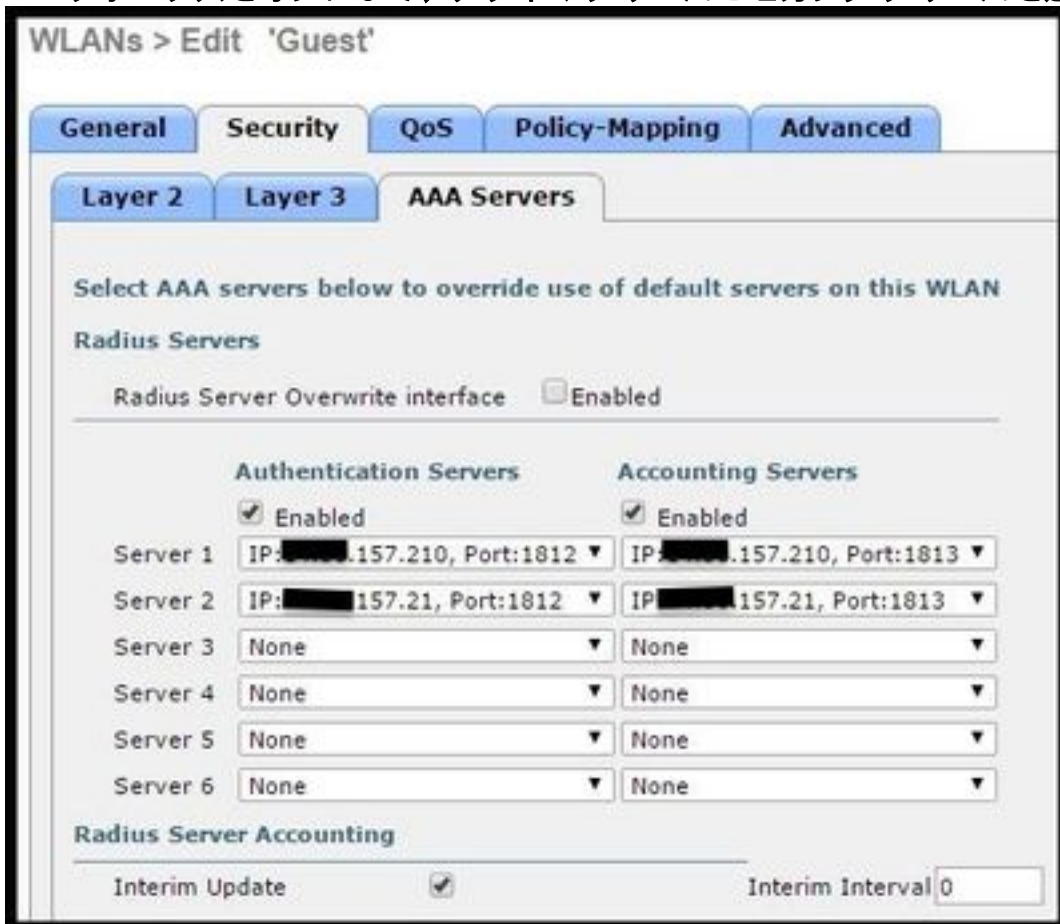 WLANs > Edit 'Guest'
General Security QoS Policy-Mapping Advanced
Layer 2 Layer 3 AAA Servers
Select AAA servers below to override use of default servers on this WLAN
Radius Servers
Radius Server Overwrite interface Enabled
Authentication Servers Accounting Servers
Enabled Enabled
Server 1 IP: .157.210, Port:1812 IP: .157.210, Port:1813
Server 2 IP: 157.21, Port:1812 IP 157.21, Port:1813
Server 3 None None
Server 4 None None
Server 5 None None
Server 6 None None
Radius Server Accounting
Interim Update Interim Interval 0